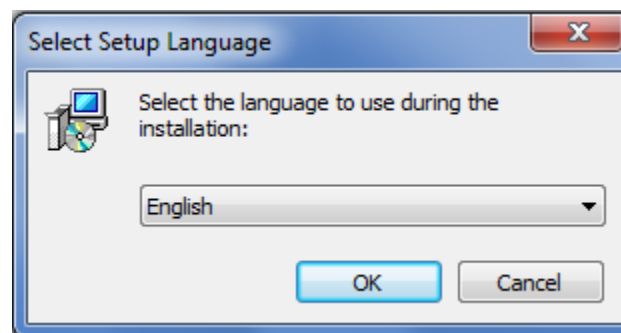 Select Setup Language
Select the language to use during the
installation:
English
OK
Cancel